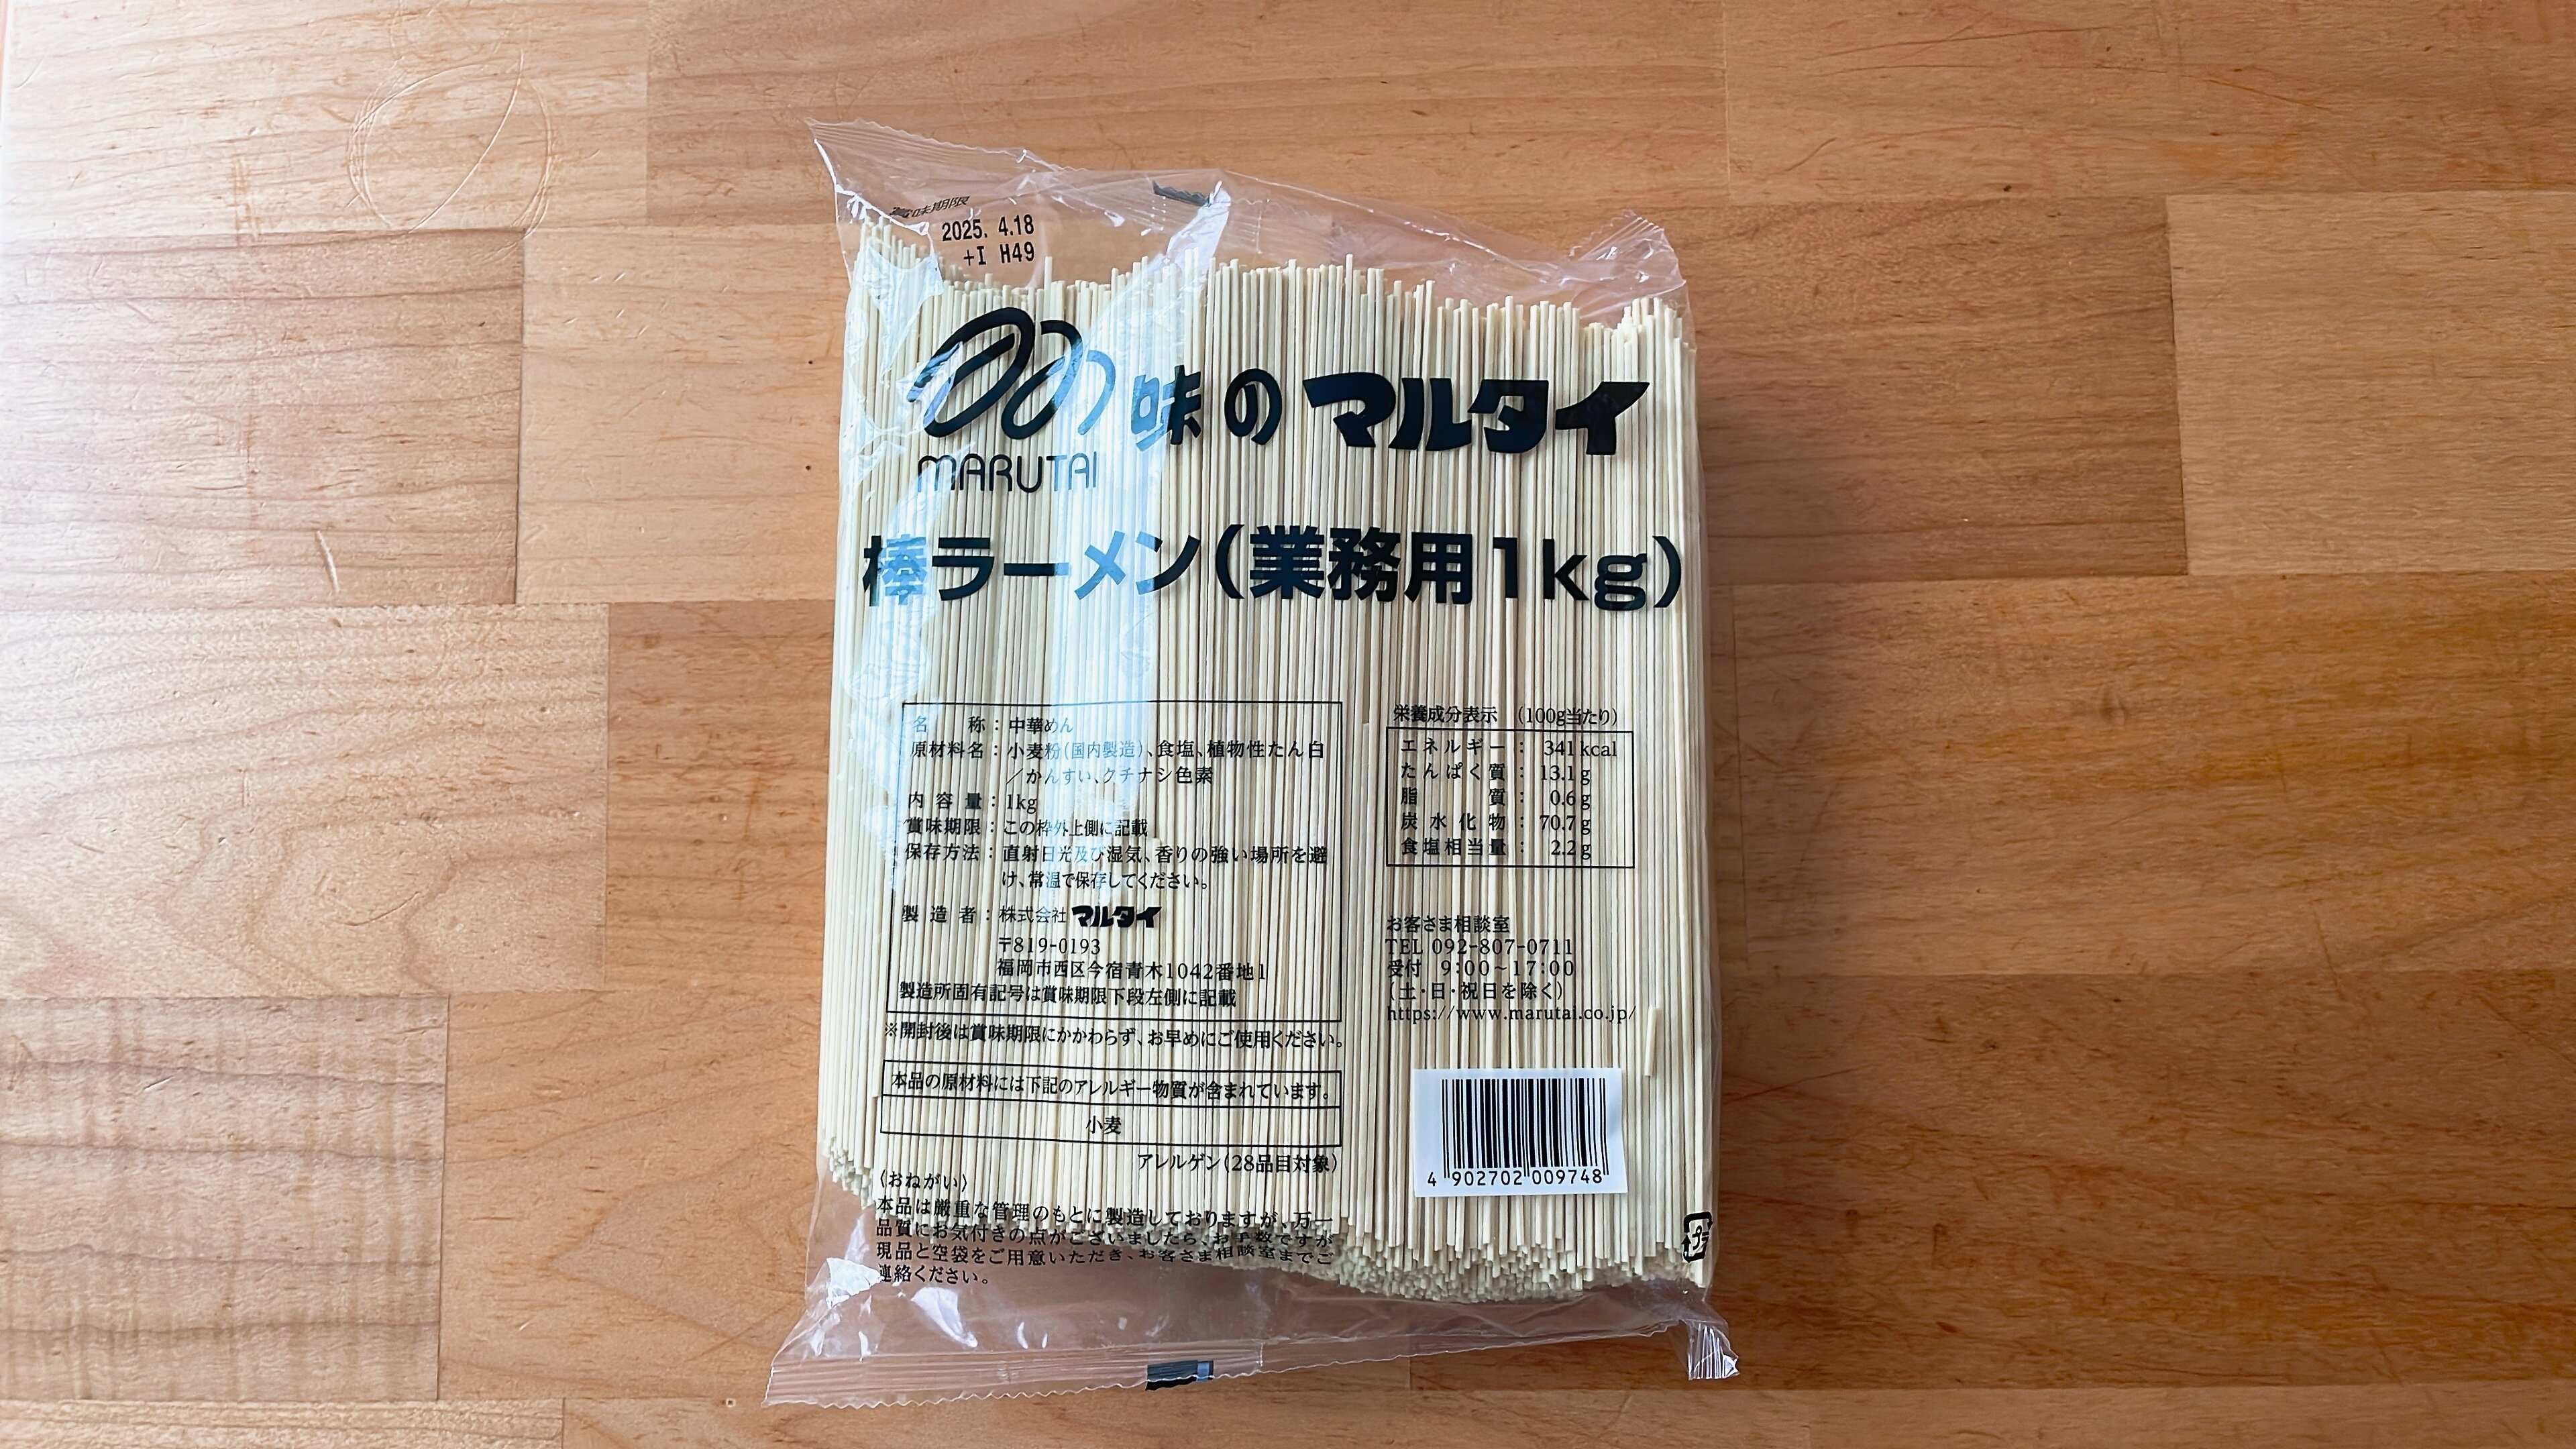 賞味期限
2025. 4.18
+I H49
味のマルタイ
MARUTAI
棒ラーメン(業務用1kg)
名称:中華めん
原材料名:小麦粉(国内製造)、食塩、植物性たん白
/かんすい、クチナシ色素
内容量:1kg
賞味期限:この枠外上側に記載
保存方法:直射日光及び湿気、香りの強い場所を避
け、常温で保存してください。
製造者:株式会社マルタイ
〒819-0193
福岡市西区今宿青木1042番地1
製造所固有記号は賞味期限下段左側に記載
※開封後は賞味期限にかかわらず、お早めにご使用ください。
本品の原材料には下記のアレルギー物質が含まれています。
小麦
アレルゲン(28品目対象)
〈おねがい〉
本品は厳重な管理のもとに製造しておりますが、万一
品質にお気付きの点がございましたら、お手数ですが
現品と空袋をご用意いただき、お客さま相談室までご
連絡ください。
栄養成分表示 (100g当たり)
エネルギー: 341kcal
たんぱく質: 13.1g
脂質: 0.6g
炭水化物: 70.7g
食塩相当量: 2.2g
お客さま相談室
TEL 092-807-0711
受付 9:00~17:00
(土・日・祝日を除く)
https://www.marutai.co.jp/
4 902702 009748
プラ